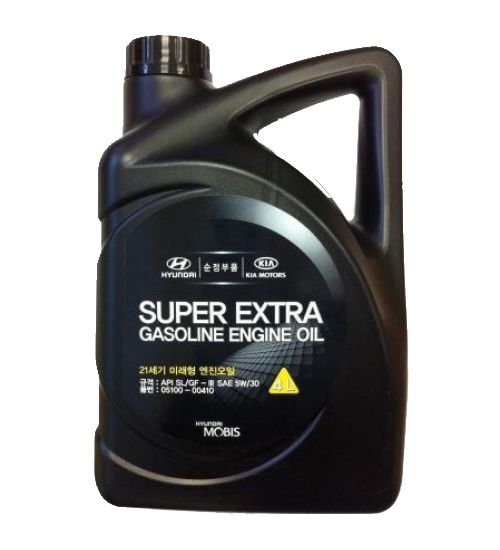 HYUNDAI
순정부품
KIA
KIA MOTORS
SUPER EXTRA
GASOLINE ENGINE OIL
21세기 미래형 엔진오일
규격 : API SL/GF - Ⅲ SAE 5W/30
품번 : 05100-00410
4 L
HYUNDAI
MOBIS